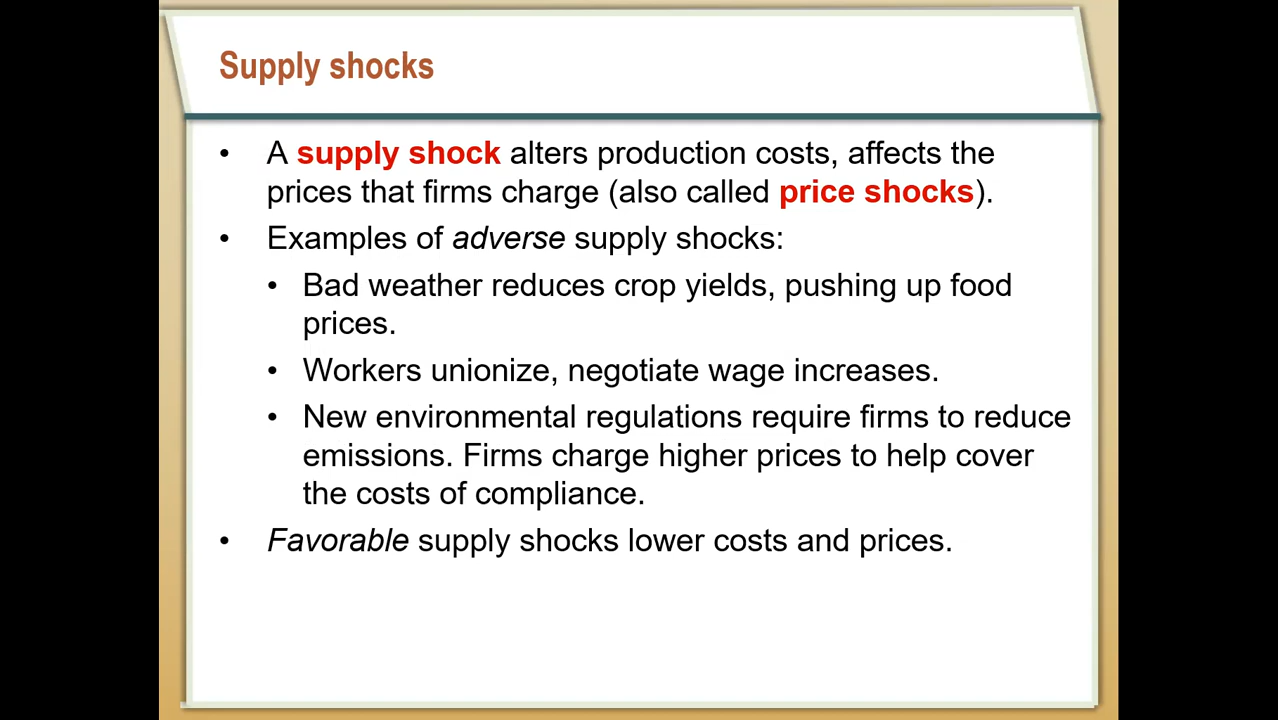 Supply shocks
• A supply shock alters production costs, affects the
prices that firms charge (also called price shocks).
• Examples of adverse supply shocks:
• Bad weather reduces crop yields, pushing up food
prices.
• Workers unionize, negotiate wage increases.
• New environmental regulations require firms to reduce
emissions. Firms charge higher prices to help cover
the costs of compliance.
• Favorable supply shocks lower costs and prices.